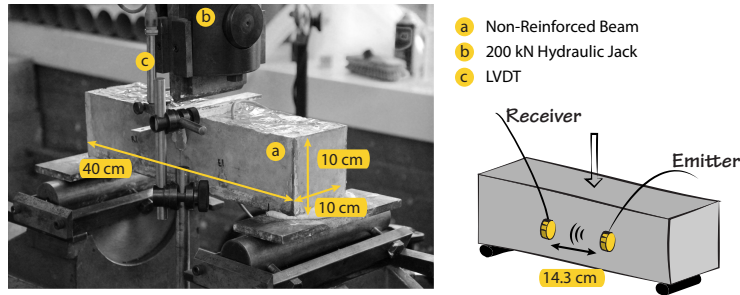 b
c
a
40 cm
10 cm
10 cm
a Non-Reinforced Beam
b 200 kN Hydraulic Jack
c LVDT
Receiver
Emitter
14.3 cm